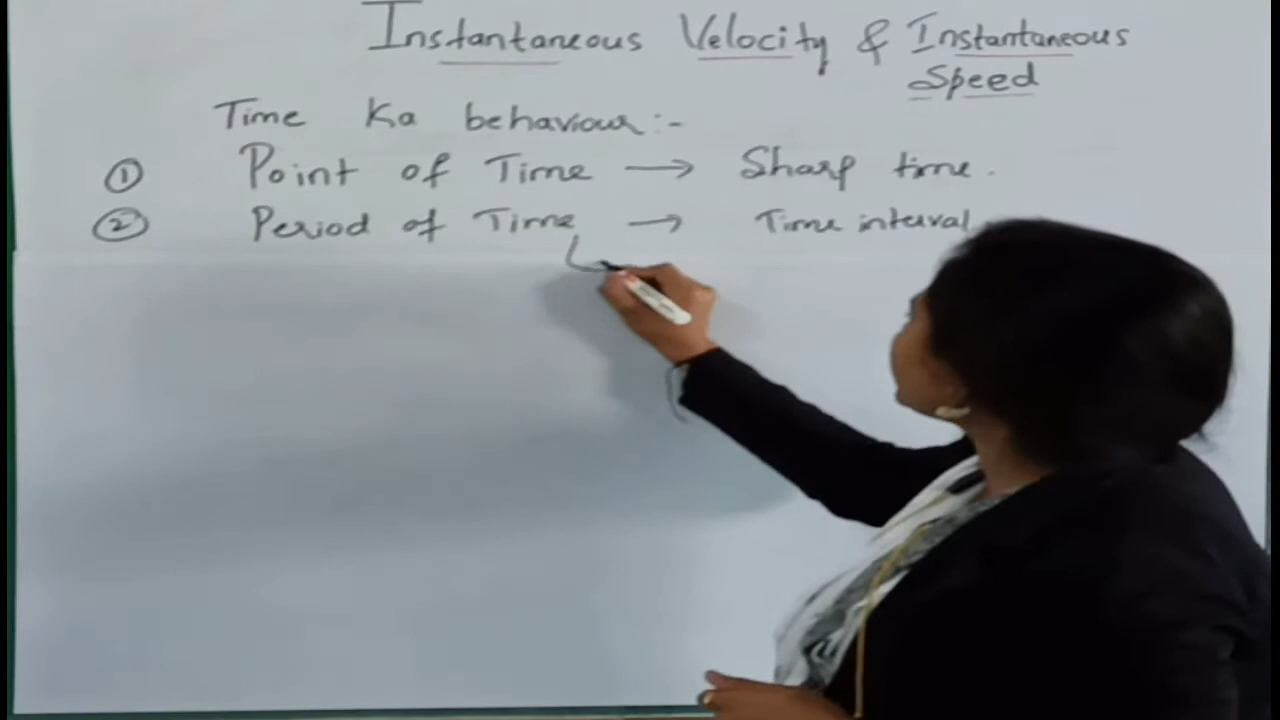 Instantaneous Velocity & Instantaneous
Speed
Time Ka behaviour:-
① Point of Time → Sharp time.
② Period of Time → Time interval